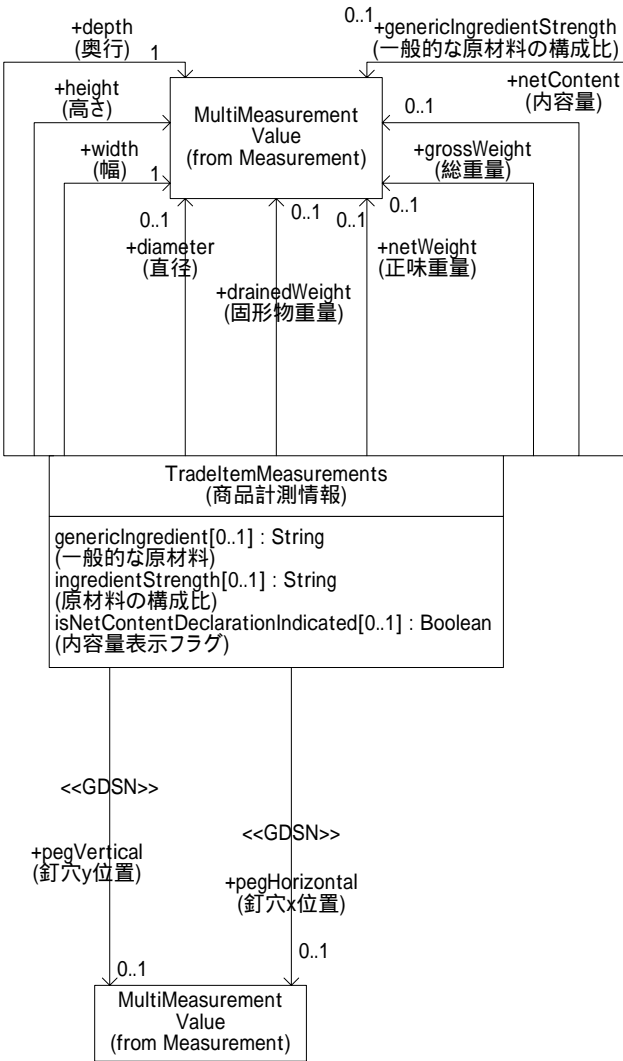 +depth
(奥行)
1
0..1
+genericIngredientStrength
(一般的な原材料の構成比)
+height
(高さ)
+netContent
(内容量)
0..1
MultiMeasurement
Value
(from Measurement)
+width
(幅)
1
+grossWeight
(総重量)
0..1
0..1
0..1
0..1
+diameter
(直径)
+netWeight
(正味重量)
+drainedWeight
(固形物重量)
TradeItemMeasurements
(商品計測情報)
genericIngredient[0..1] : String
(一般的な原材料)
ingredientStrength[0..1] : String
(原材料の構成比)
isNetContentDeclarationIndicated[0..1] : Boolean
(内容量表示フラグ)
<<GDSN>>
<<GDSN>>
+pegVertical
(釘穴y位置)
+pegHorizontal
(釘穴x位置)
0..1
0..1
MultiMeasurement
Value
(from Measurement)